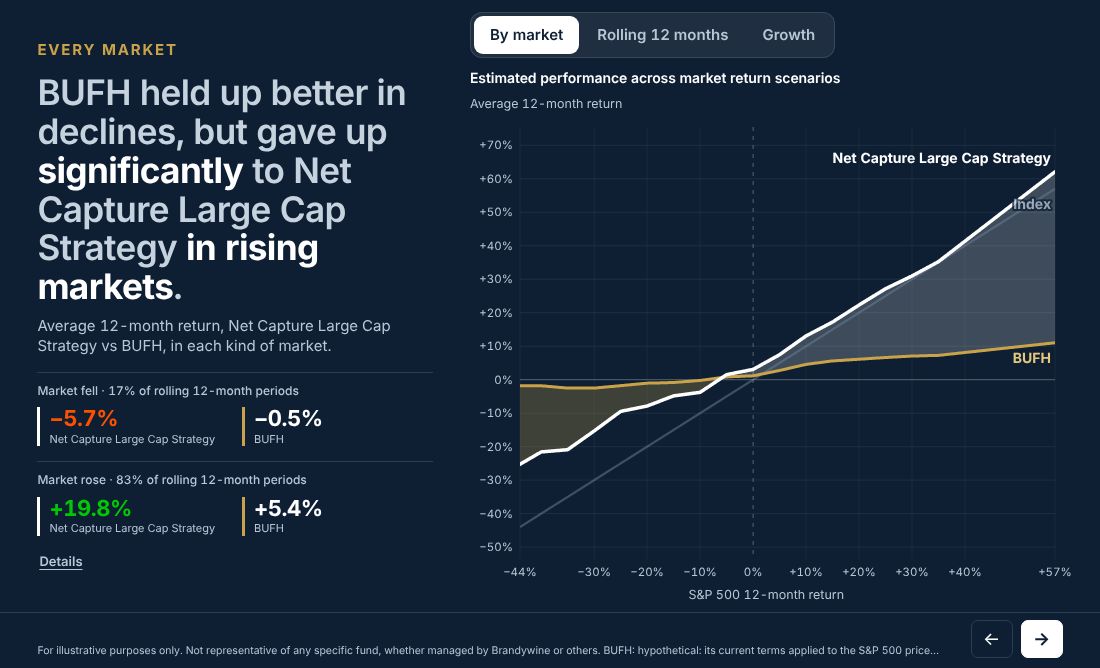 EVERY MARKET
BUFH held up better in
declines, but gave up
significantly to Net
Capture Large Cap
Strategy in rising
markets.
Average 12-month return, Net Capture Large Cap
Strategy vs BUFH, in each kind of market.
Market fell · 17% of rolling 12-month periods
−5.7%
Net Capture Large Cap Strategy
−0.5%
BUFH
Market rose · 83% of rolling 12-month periods
+19.8%
Net Capture Large Cap Strategy
+5.4%
BUFH
Details
By market
Rolling 12 months
Growth
Estimated performance across market return scenarios
Average 12-month return
+70%
+60%
+50%
+40%
+30%
+20%
+10%
0%
−10%
−20%
−30%
−40%
−50%
Net Capture Large Cap Strategy
Index
BUFH
−44%
−30%
−20%
−10%
0%
+10%
+20%
+30%
+40%
+57%
S&P 500 12-month return
For illustrative purposes only. Not representative of any specific fund, whether managed by Brandywine or others. BUFH: hypothetical: its current terms applied to the S&P 500 price…